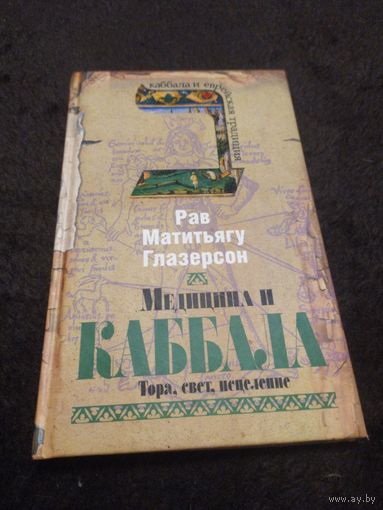 каббала и еврейская традиция
Рав
Матитьягу
Глазерсон
Медицина и
КАББАЛА
Тора, свет, исцеление
www.ay.by